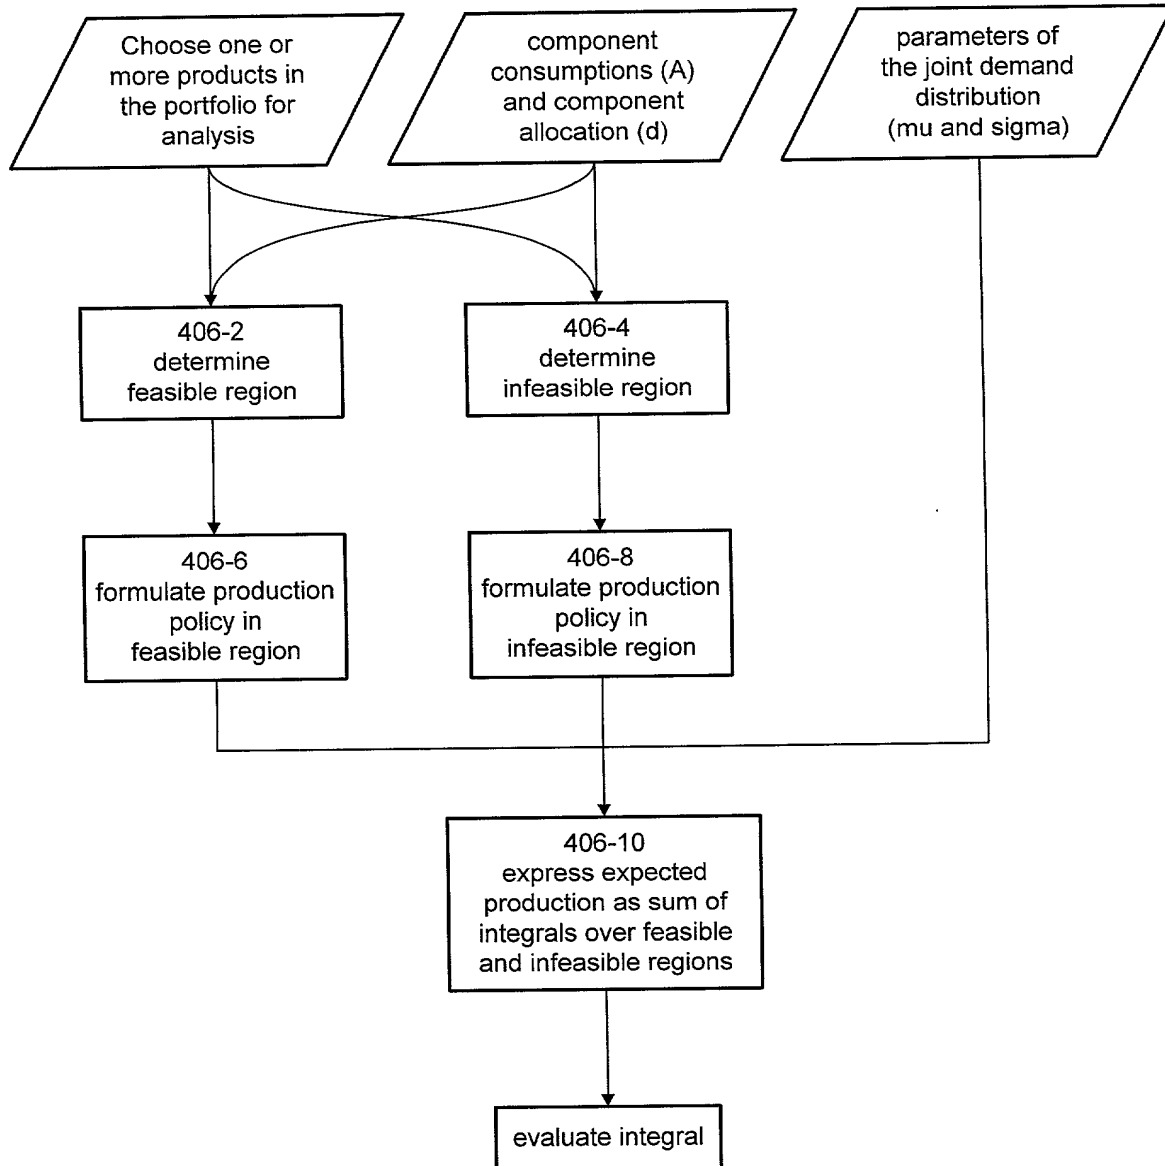 Choose one or
more products in
the portfolio for
analysis
component
consumptions (A)
and component
allocation (d)
parameters of
the joint demand
distribution
(mu and sigma)
406-2
determine
feasible region
406-4
determine
infeasible region
406-6
formulate production
policy in
feasible region
406-8
formulate production
policy in
infeasible region
406-10
express expected
production as sum of
integrals over feasible
and infeasible regions
evaluate integral